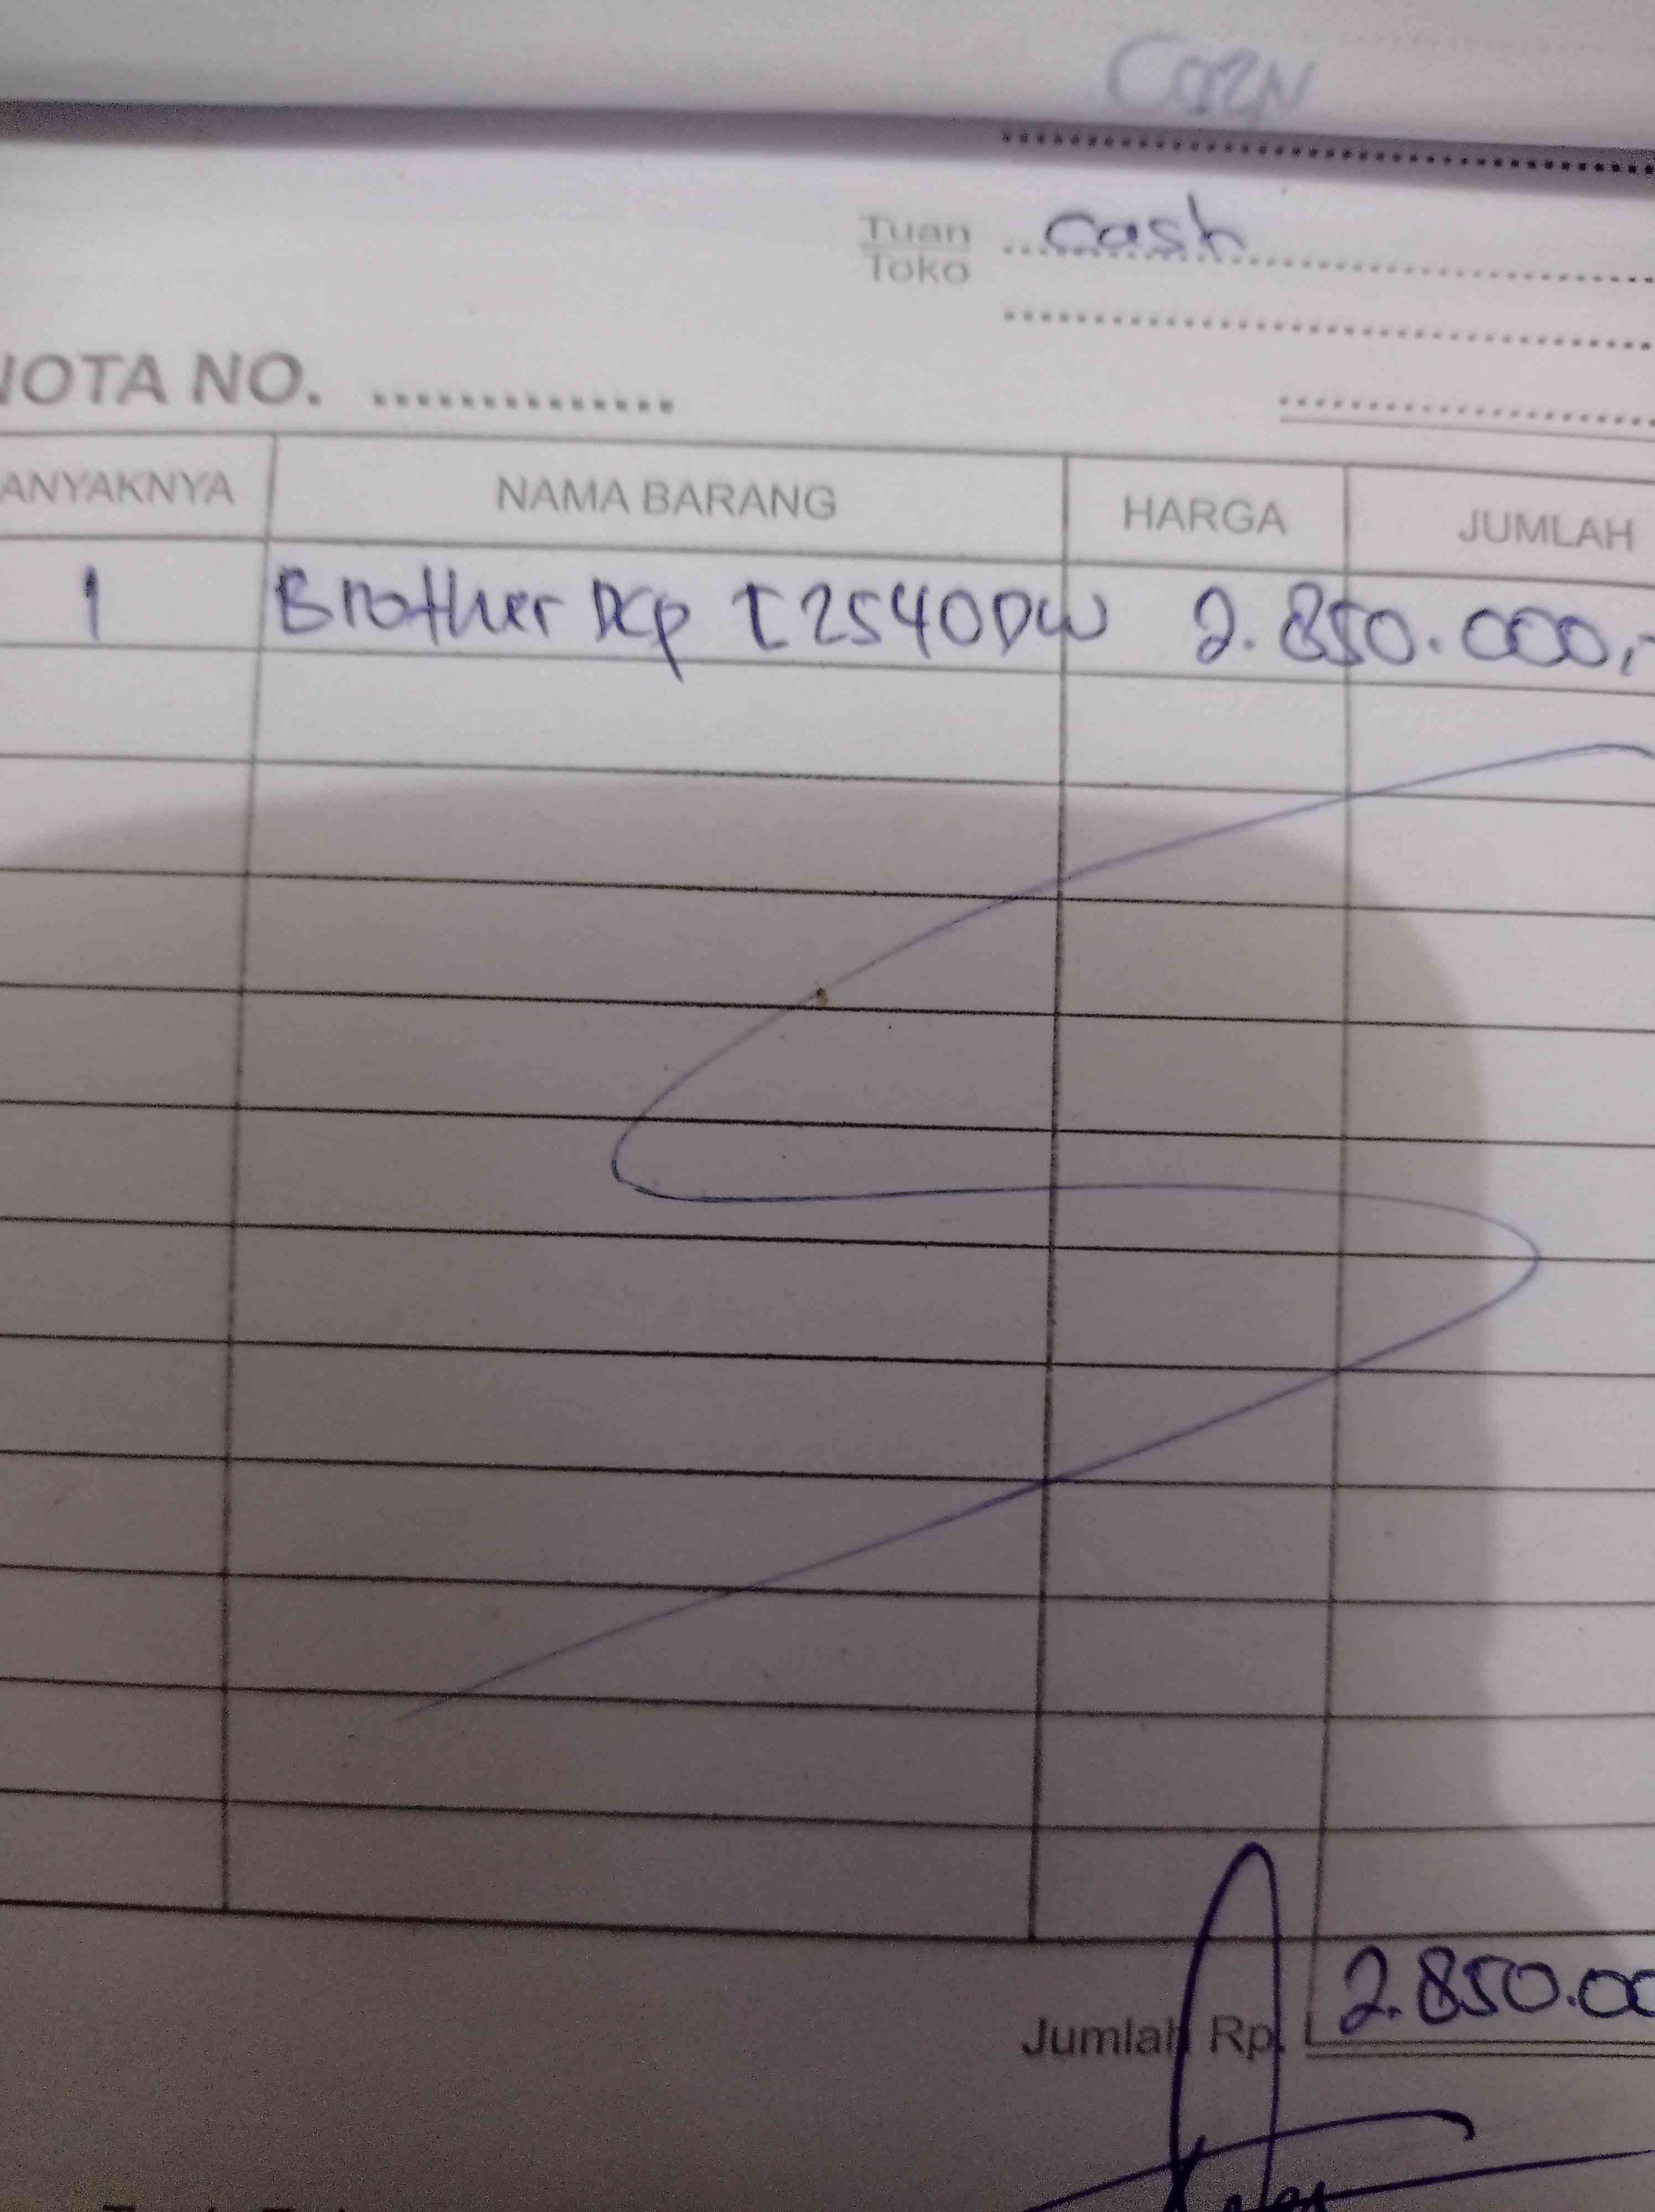 Tuan cash
Toko
NOTA NO. ..............
ANYAKNYA NAMA BARANG HARGA JUMLAH
1 Brother DCp I2540DW 2.850.000,-
Jumlah Rp. 2.850.00